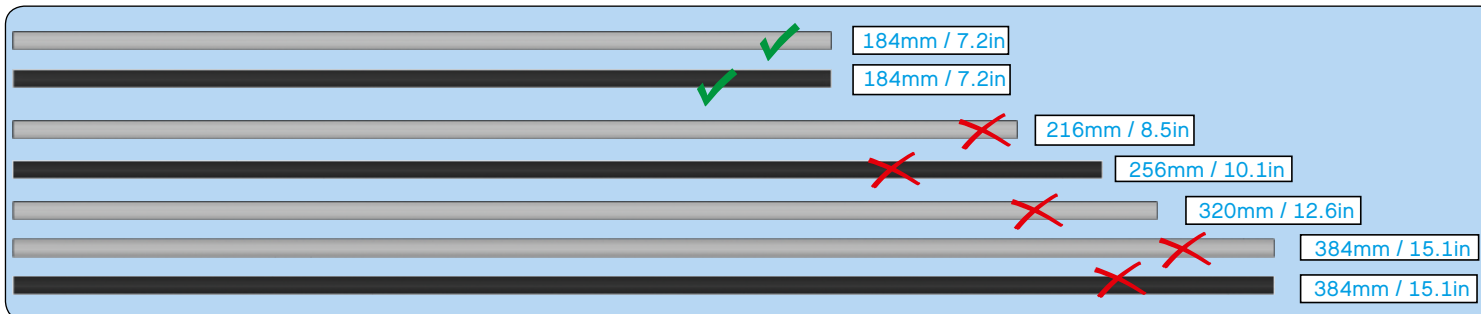 184mm / 7.2in
184mm / 7.2in
216mm / 8.5in
256mm / 10.1in
320mm / 12.6in
384mm / 15.1in
384mm / 15.1in